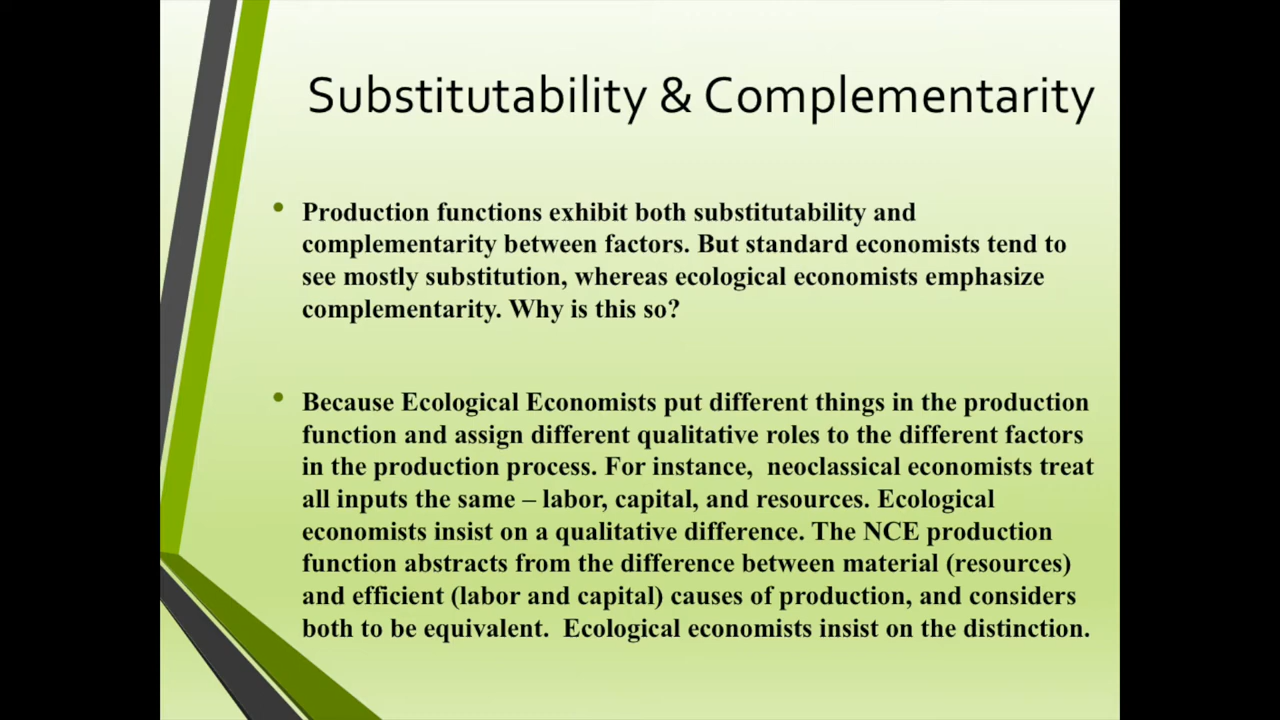 Substitutability & Complementarity
• Production functions exhibit both substitutability and
complementarity between factors. But standard economists tend to
see mostly substitution, whereas ecological economists emphasize
complementarity. Why is this so?
• Because Ecological Economists put different things in the production
function and assign different qualitative roles to the different factors
in the production process. For instance,  neoclassical economists treat
all inputs the same – labor, capital, and resources. Ecological
economists insist on a qualitative difference. The NCE production
function abstracts from the difference between material (resources)
and efficient (labor and capital) causes of production, and considers
both to be equivalent.  Ecological economists insist on the distinction.